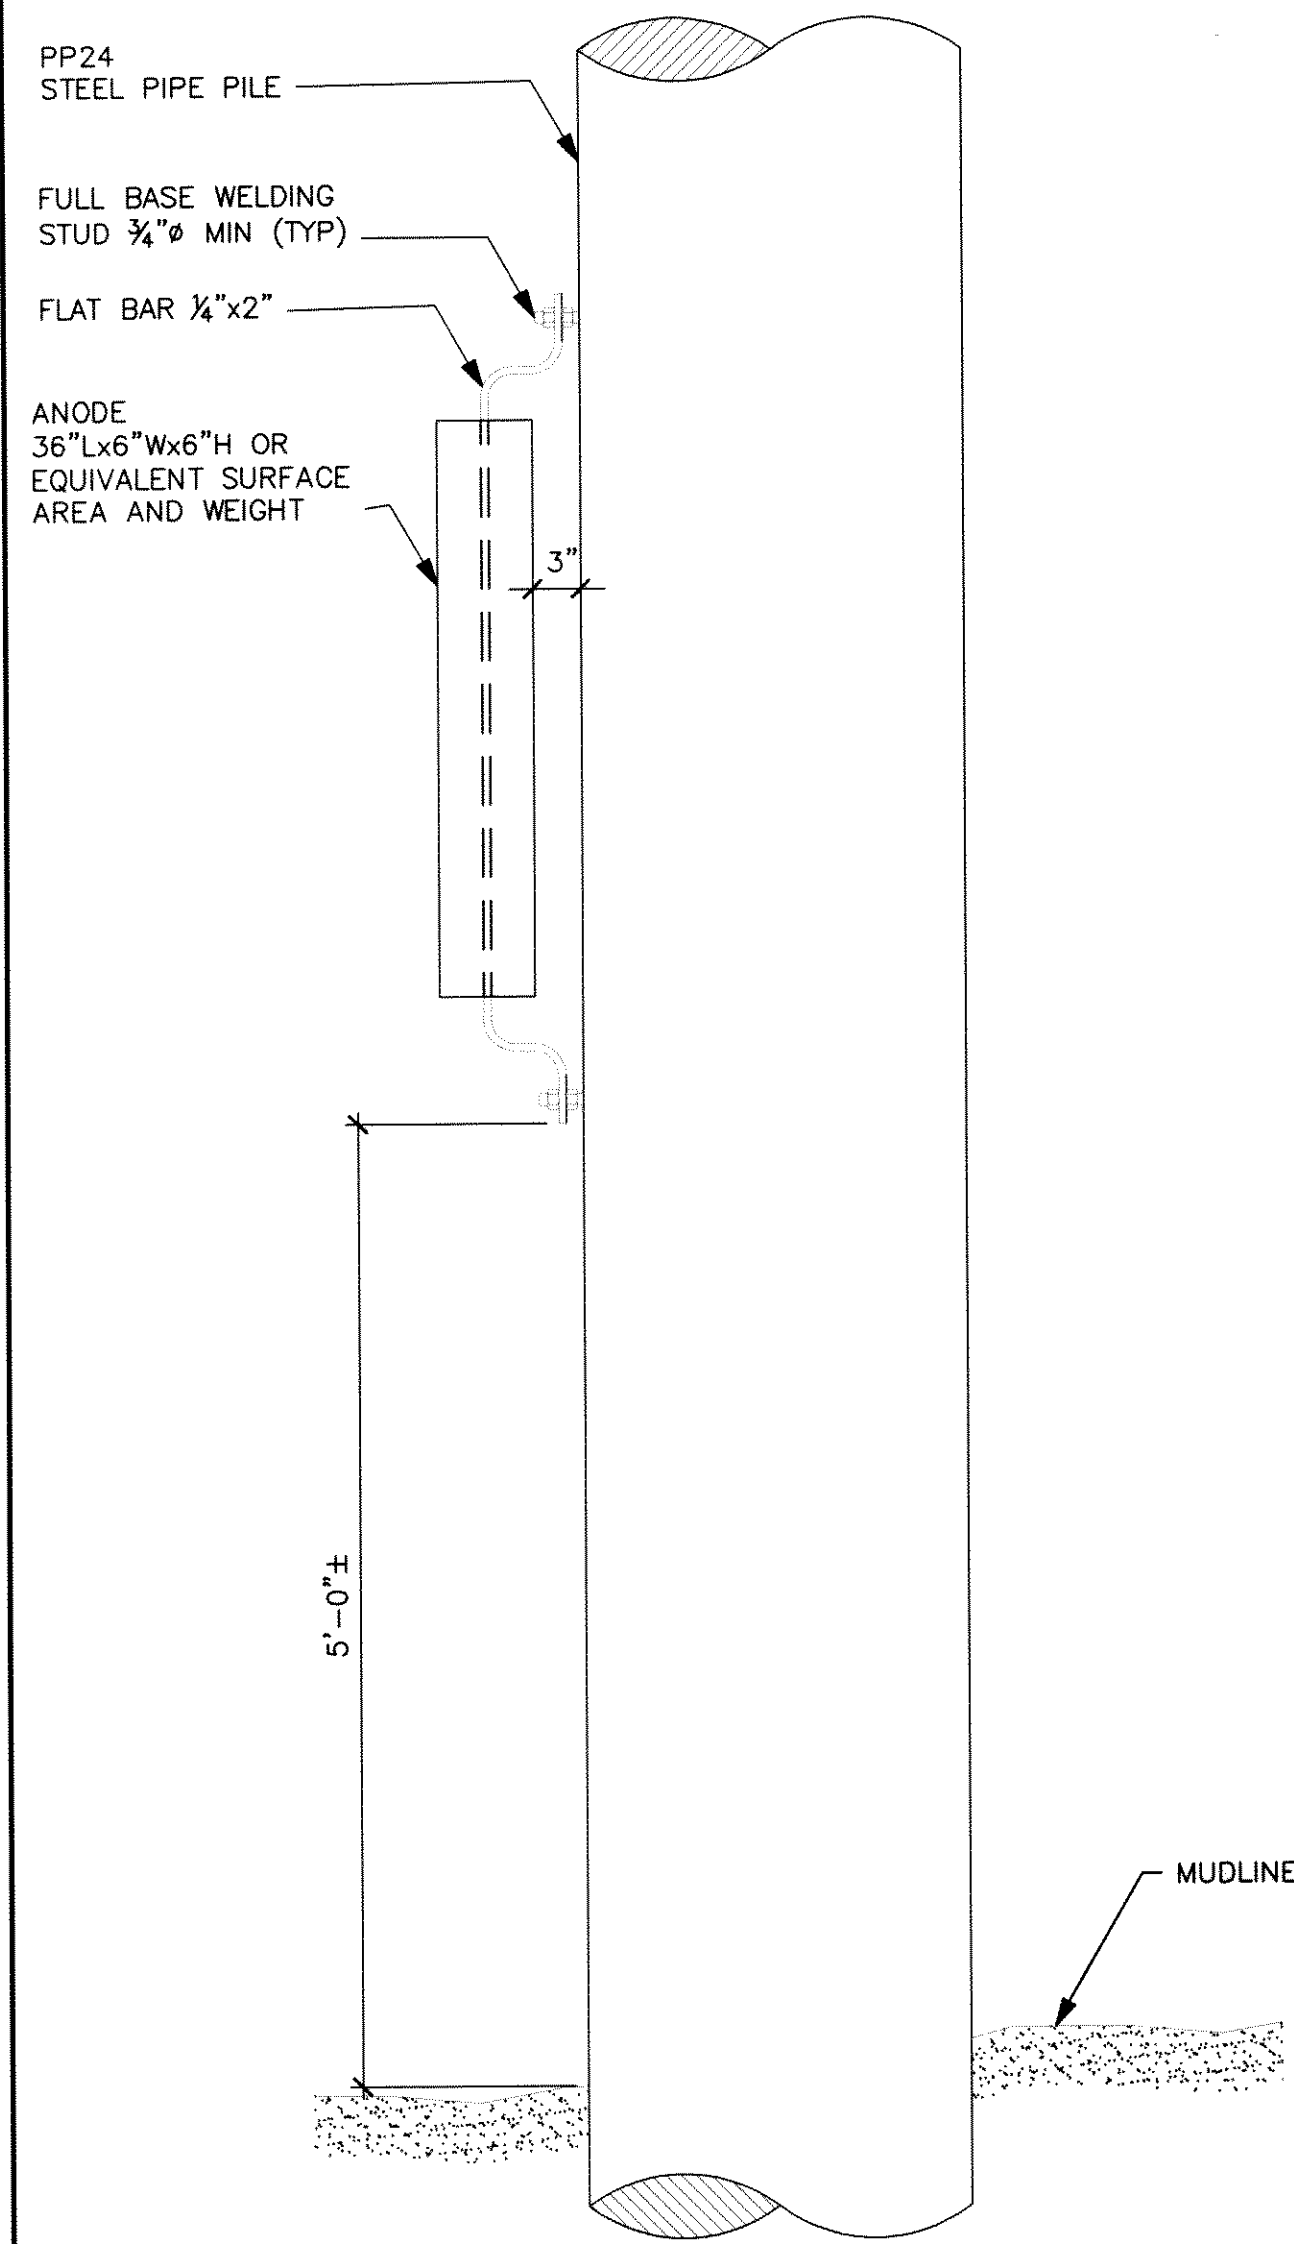 PP24
STEEL PIPE PILE
FULL BASE WELDING
STUD ¾"ø MIN (TYP)
FLAT BAR ¼"x2"
ANODE
36"Lx6"Wx6"H OR
EQUIVALENT SURFACE
AREA AND WEIGHT
3"
5'-0"±
MUDLINE